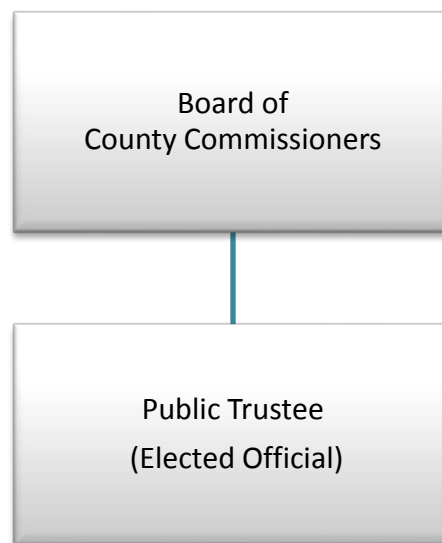 Board of
County Commissioners
Public Trustee
(Elected Official)